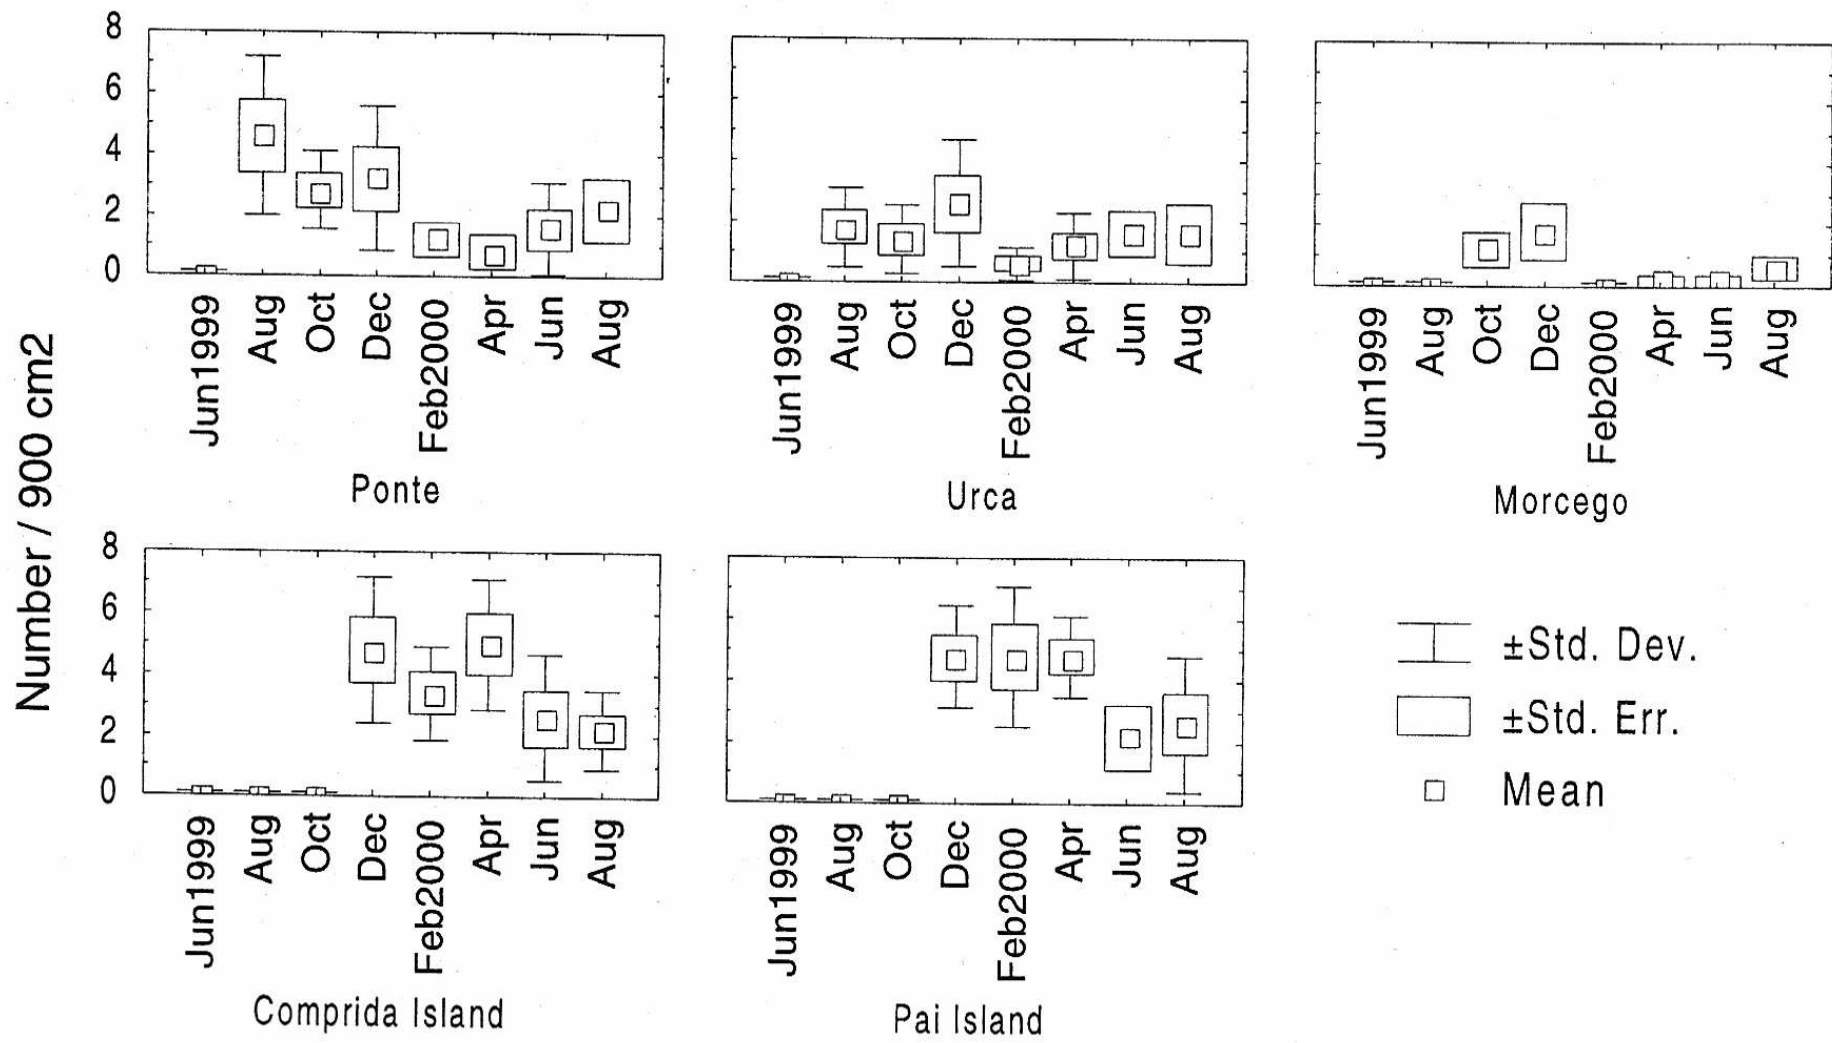 Number / 900 cm2
8
6
4
2
0
Jun1999 Aug Oct Dec Feb2000 Apr Jun Aug
Ponte
Jun1999 Aug Oct Dec Feb2000 Apr Jun Aug
Urca
Jun1999 Aug Oct Dec Feb2000 Apr Jun Aug
Morcego
8
6
4
2
0
Jun1999 Aug Oct Dec Feb2000 Apr Jun Aug
Comprida Island
Jun1999 Aug Oct Dec Feb2000 Apr Jun Aug
Pai Island
±Std. Dev.
±Std. Err.
Mean